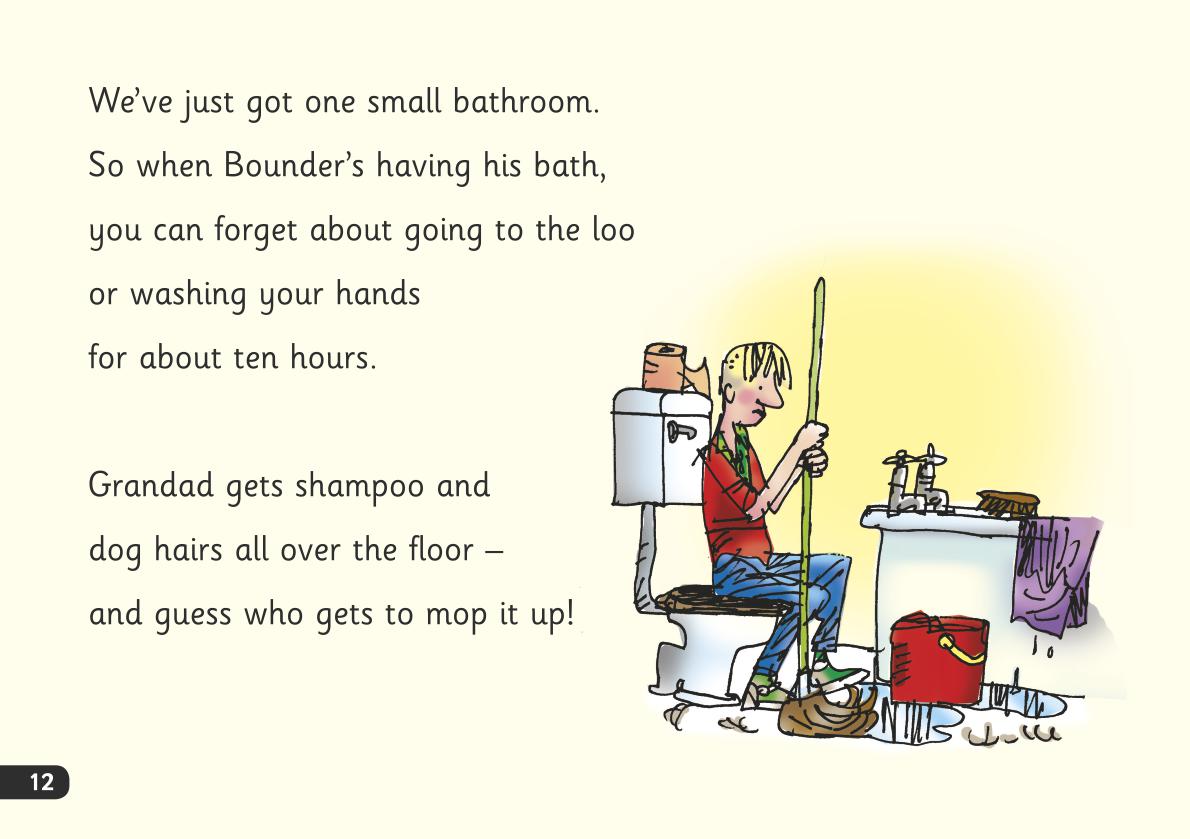 We’ve just got one small bathroom.
So when Bounder’s having his bath,
you can forget about going to the loo
or washing your hands
for about ten hours.
Grandad gets shampoo and
dog hairs all over the floor –
and guess who gets to mop it up!
12